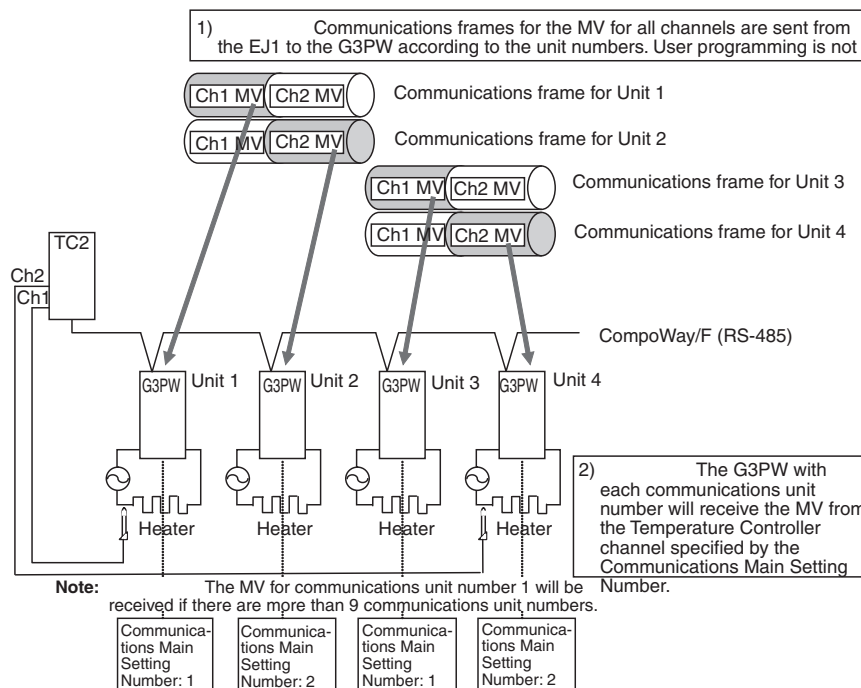 1) Communications frames for the MV for all channels are sent from
the EJ1 to the G3PW according to the unit numbers. User programming is not
Ch1 MV Ch2 MV Communications frame for Unit 1
Ch1 MV Ch2 MV Communications frame for Unit 2
Ch1 MV Ch2 MV Communications frame for Unit 3
Ch1 MV Ch2 MV Communications frame for Unit 4
TC2
Ch2
Ch1
CompoWay/F (RS-485)
G3PW Unit 1 G3PW Unit 2 G3PW Unit 3 G3PW Unit 4
Heater Heater Heater Heater
2) The G3PW with
each communications unit
number will receive the MV from
the Temperature Controller
channel specified by the
Communications Main Setting
Number.
Note: The MV for communications unit number 1 will be
received if there are more than 9 communications unit numbers.
Communica-
tions Main
Setting
Number: 1
Communica-
tions Main
Setting
Number: 2
Communica-
tions Main
Setting
Number: 1
Communica-
tions Main
Setting
Number: 2